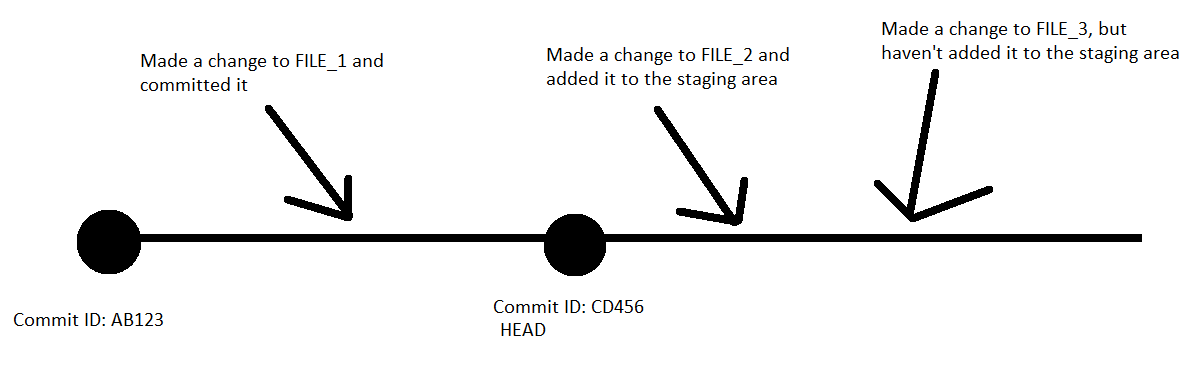 Made a change to FILE_1 and
committed it
Made a change to FILE_2 and
added it to the staging area
Made a change to FILE_3, but
haven't added it to the staging area
Commit ID: AB123
Commit ID: CD456
HEAD